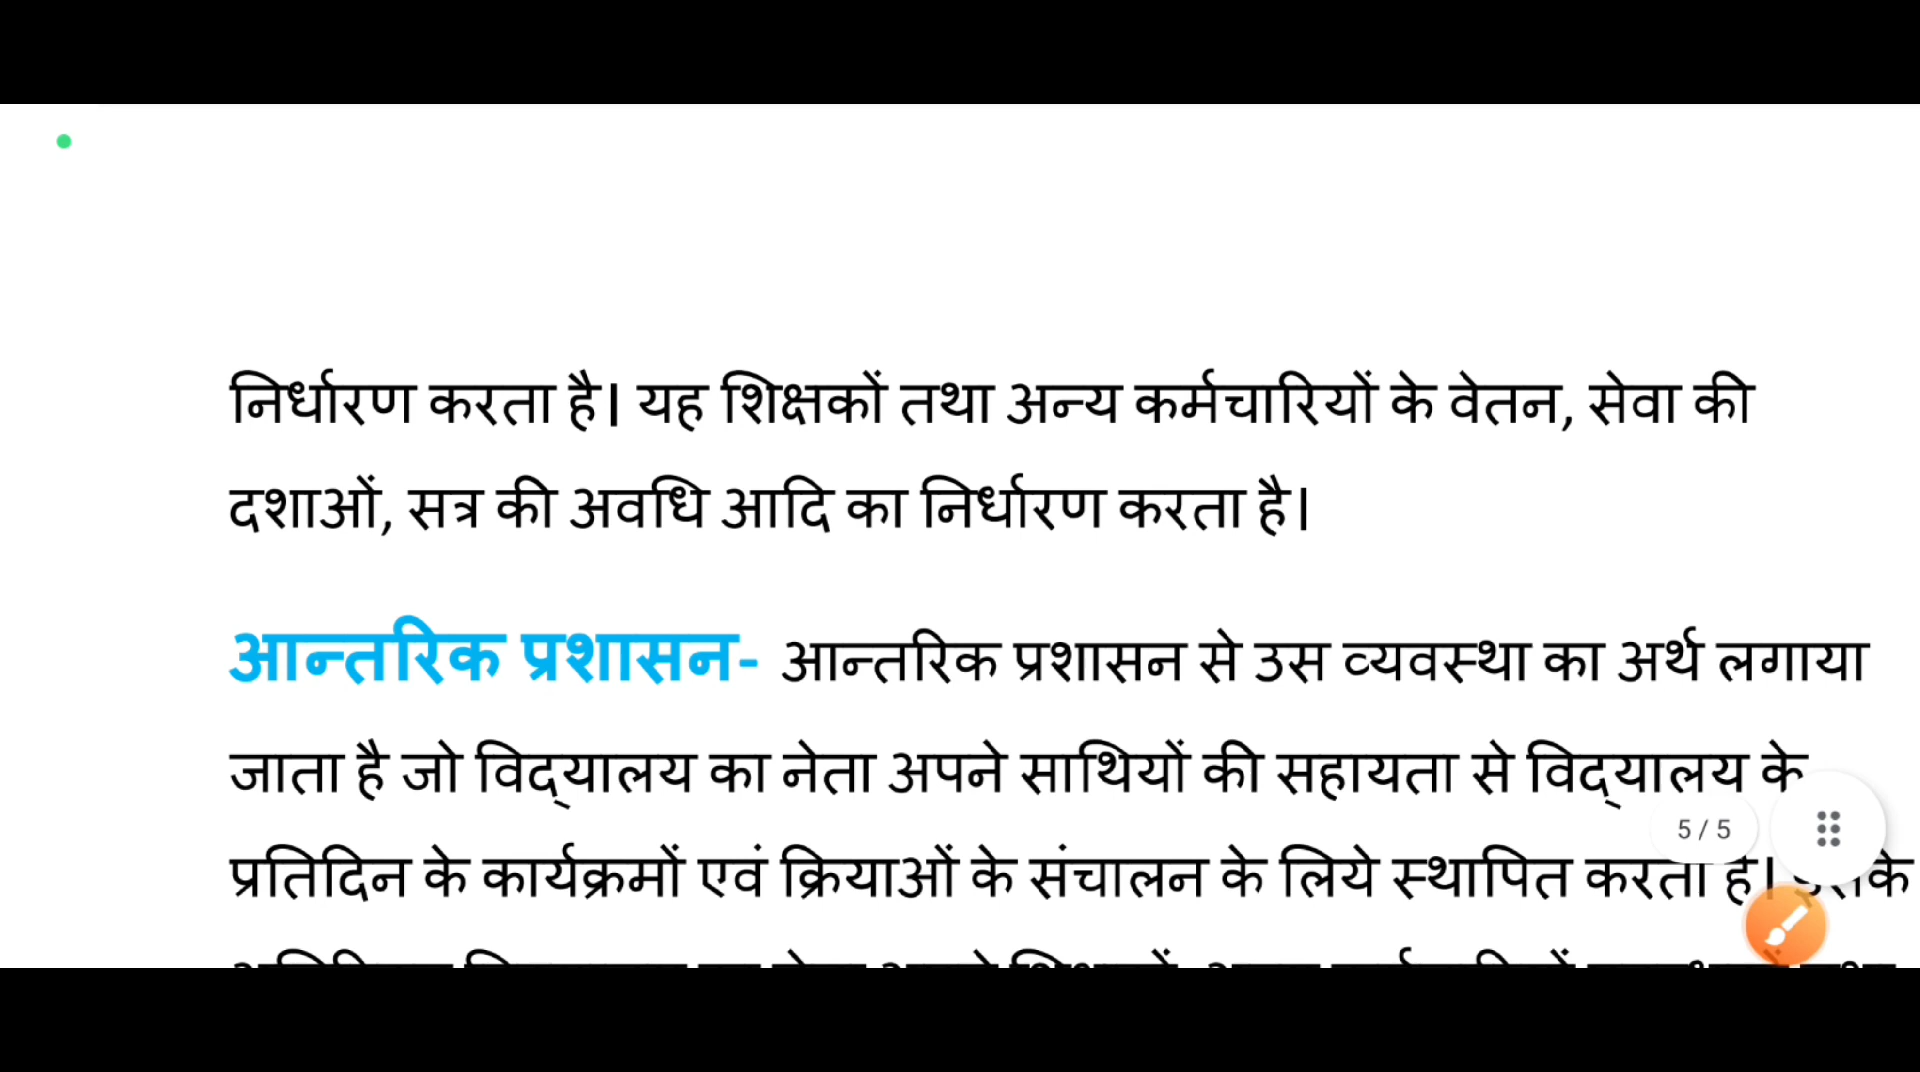 निर्धारण करता है। यह शिक्षकों तथा अन्य कर्मचारियों के वेतन, सेवा की
दशाओं, सत्र की अवधि आदि का निर्धारण करता है।
आन्तरिक प्रशासन- आन्तरिक प्रशासन से उस व्यवस्था का अर्थ लगाया
जाता है जो विद्‌यालय का नेता अपने साथियों की सहायता से विद्‌यालय के
5 / 5
प्रतिदिन के कार्यक्रमों एवं क्रियाओं के संचालन के लिये स्थापित करता है।